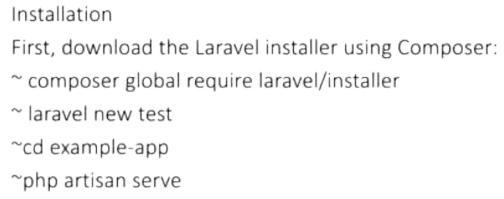 Installation
First, download the Laravel installer using Composer:
~ composer global require laravel/installer
~ laravel new test
~cd example-app
~php artisan serve